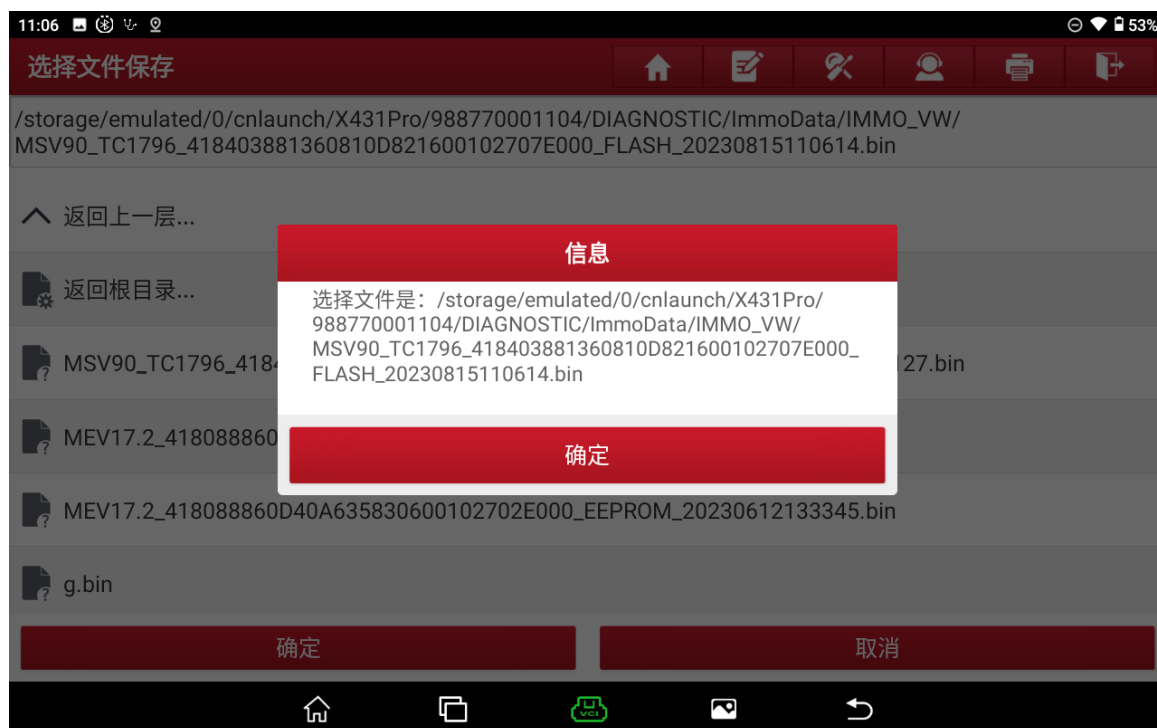 11:06
53%
选择文件保存
/storage/emulated/0/cnlaunch/X431Pro/988770001104/DIAGNOSTIC/ImmoData/IMMO_VW/
MSV90_TC1796_418403881360810D821600102707E000_FLASH_20230815110614.bin
返回上一层...
返回根目录...
信息
选择文件是：/storage/emulated/0/cnlaunch/X431Pro/
988770001104/DIAGNOSTIC/ImmoData/IMMO_VW/
MSV90_TC1796_418403881360810D821600102707E000_
FLASH_20230815110614.bin
确定
MSV90_TC1796_4184 127.bin
MEV17.2_418088860
MEV17.2_418088860D40A635830600102702E000_EEPROM_20230612133345.bin
g.bin
确定 取消
VCI